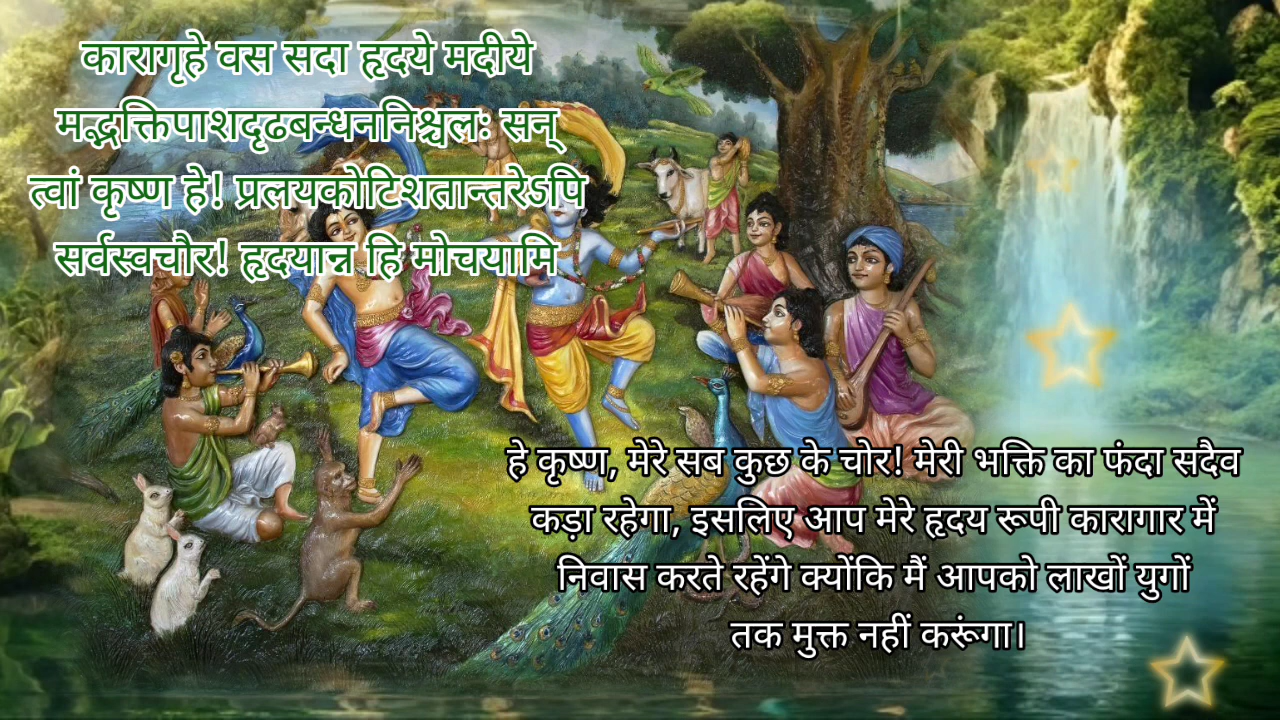 कारागृहे वस सदा हृदये मदीये
मद्भक्तिपाशदृढबन्धननिश्चलः सन्
त्वां कृष्ण हे! प्रलयकोटिशतान्तरेऽपि
सर्वस्वचौर! हृदयान्न हि मोचयामि
हे कृष्ण, मेरे सब कुछ के चोर! मेरी भक्ति का फंदा सदैव
कड़ा रहेगा, इसलिए आप मेरे हृदय रूपी कारागार में
निवास करते रहेंगे क्योंकि मैं आपको लाखों युगों
तक मुक्त नहीं करूंगा।